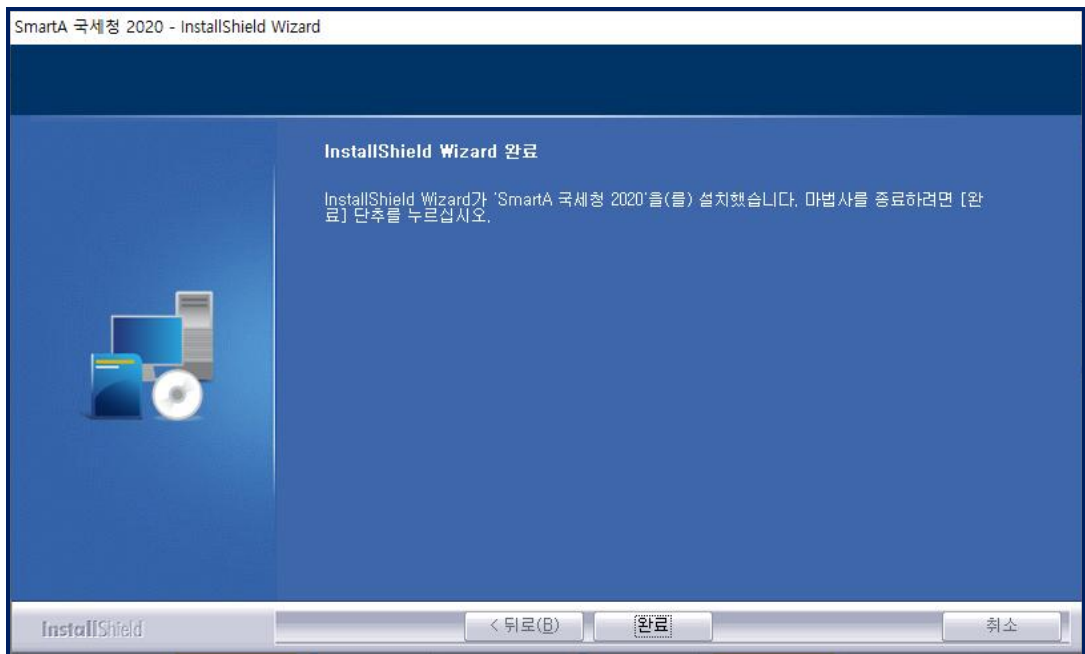 SmartA 국세청 2020 - InstallShield Wizard
InstallShield Wizard 완료
InstallShield Wizard가 'SmartA 국세청 2020'을(를) 설치했습니다. 마법사를 종료하려면 [완
료] 단추를 누르십시오.
InstallShield
< 뒤로(B)
완료
취소